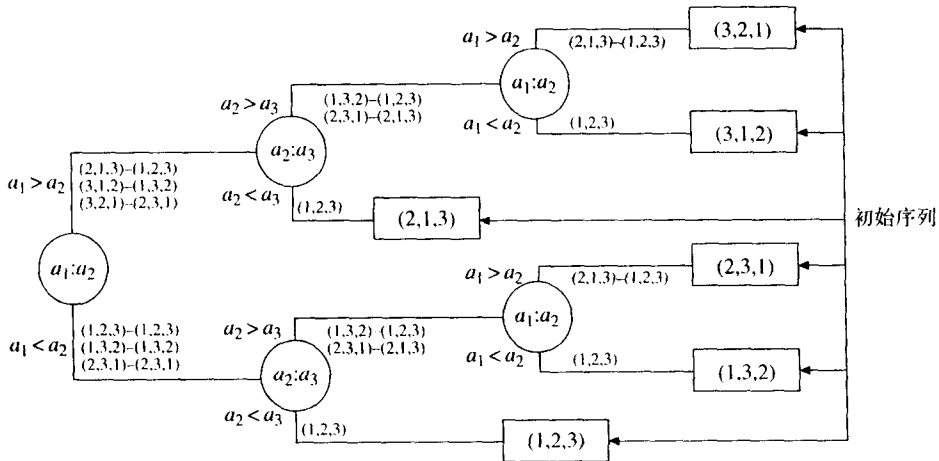 a₁ > a₂
(2,1,3)–(1,2,3)
(3,2,1)
a₁:a₂
a₂ > a₃
(1,3,2)–(1,2,3)
(2,3,1)–(2,1,3)
a₁ < a₂
(1,2,3)
(3,1,2)
a₂:a₃
a₁ > a₂
(2,1,3)–(1,2,3)
(3,1,2)–(1,3,2)
(3,2,1)–(2,3,1)
a₂ < a₃
(1,2,3)
(2,1,3)
初始序列
a₁:a₂
a₁ > a₂
(2,1,3)–(1,2,3)
(2,3,1)
a₁:a₂
a₁ < a₂
(1,2,3)–(1,2,3)
(1,3,2)–(1,3,2)
(2,3,1)–(2,3,1)
a₂ > a₃
(1,3,2)–(1,2,3)
(2,3,1)–(2,1,3)
a₁ < a₂
(1,2,3)
(1,3,2)
a₂:a₃
a₂ < a₃
(1,2,3)
(1,2,3)